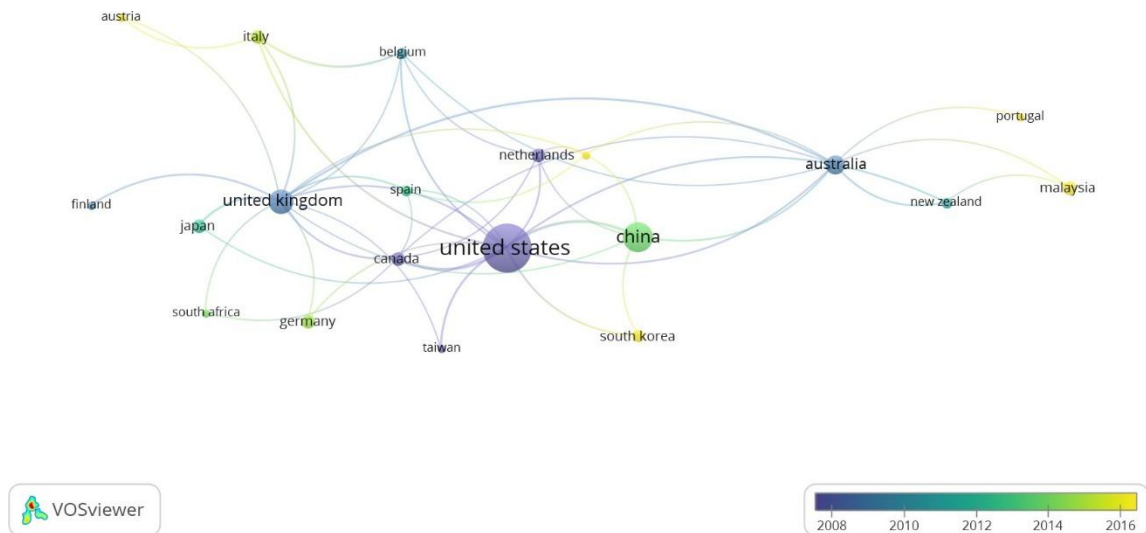 austria
italy
belgium
portugal
netherlands
australia
malaysia
spain
united kingdom
finland
new zealand
japan
china
united states
canada
south africa
germany
south korea
taiwan
VOSviewer
2008 2010 2012 2014 2016